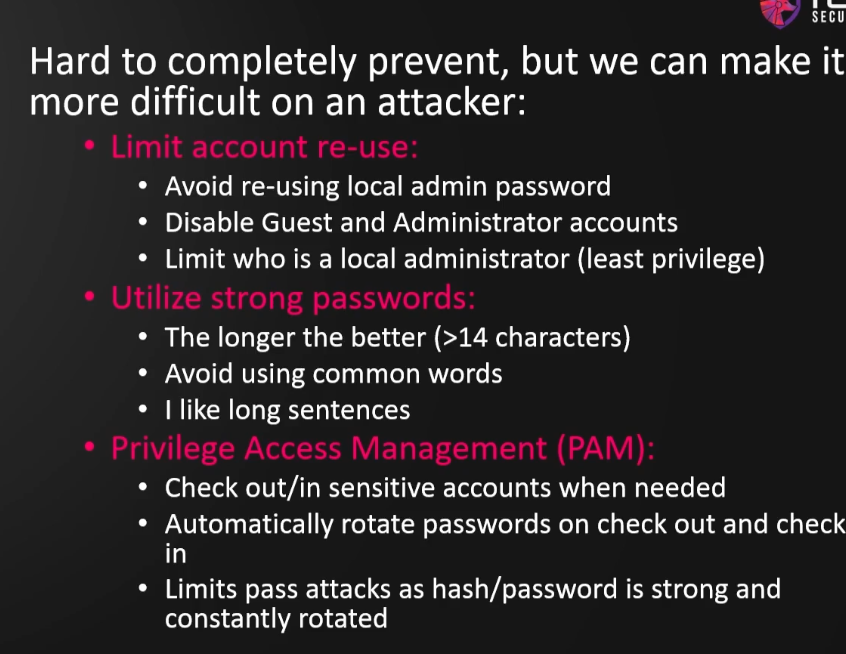 SECU
Hard to completely prevent, but we can make it
more difficult on an attacker:
• Limit account re-use:
• Avoid re-using local admin password
• Disable Guest and Administrator accounts
• Limit who is a local administrator (least privilege)
• Utilize strong passwords:
• The longer the better (>14 characters)
• Avoid using common words
• I like long sentences
• Privilege Access Management (PAM):
• Check out/in sensitive accounts when needed
• Automatically rotate passwords on check out and check
in
• Limits pass attacks as hash/password is strong and
constantly rotated